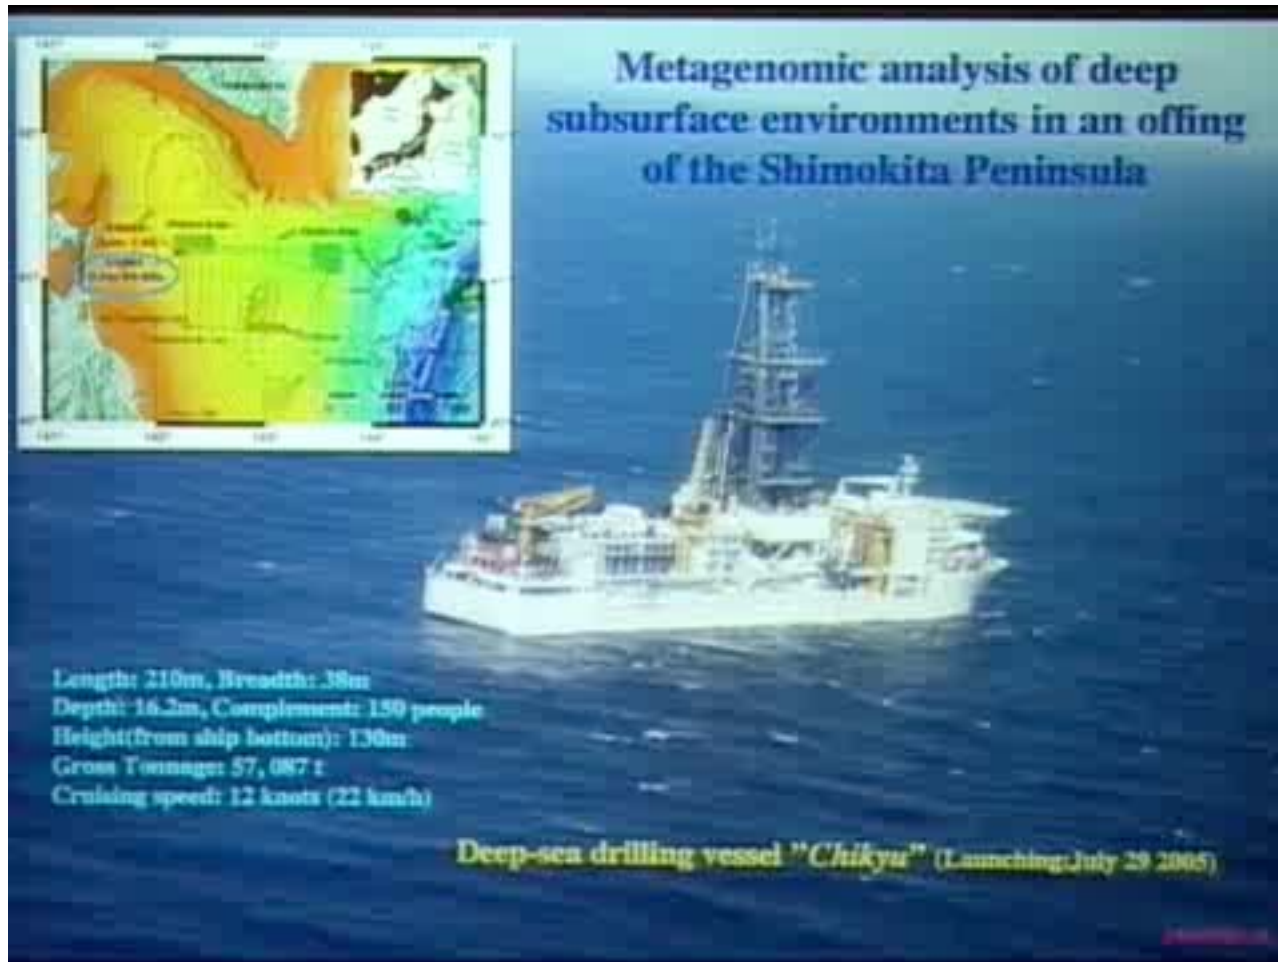 Metagenomic analysis of deep
subsurface environments in an offing
of the Shimokita Peninsula
Length: 210m, Breadth: 38m
Depth: 16.2m, Complement: 150 people
Height(from ship bottom): 130m
Gross Tonnage: 57, 087 t
Cruising speed: 12 knots (22 km/h)
Deep-sea drilling vessel ”Chikyu” (Launching:July 29 2005)